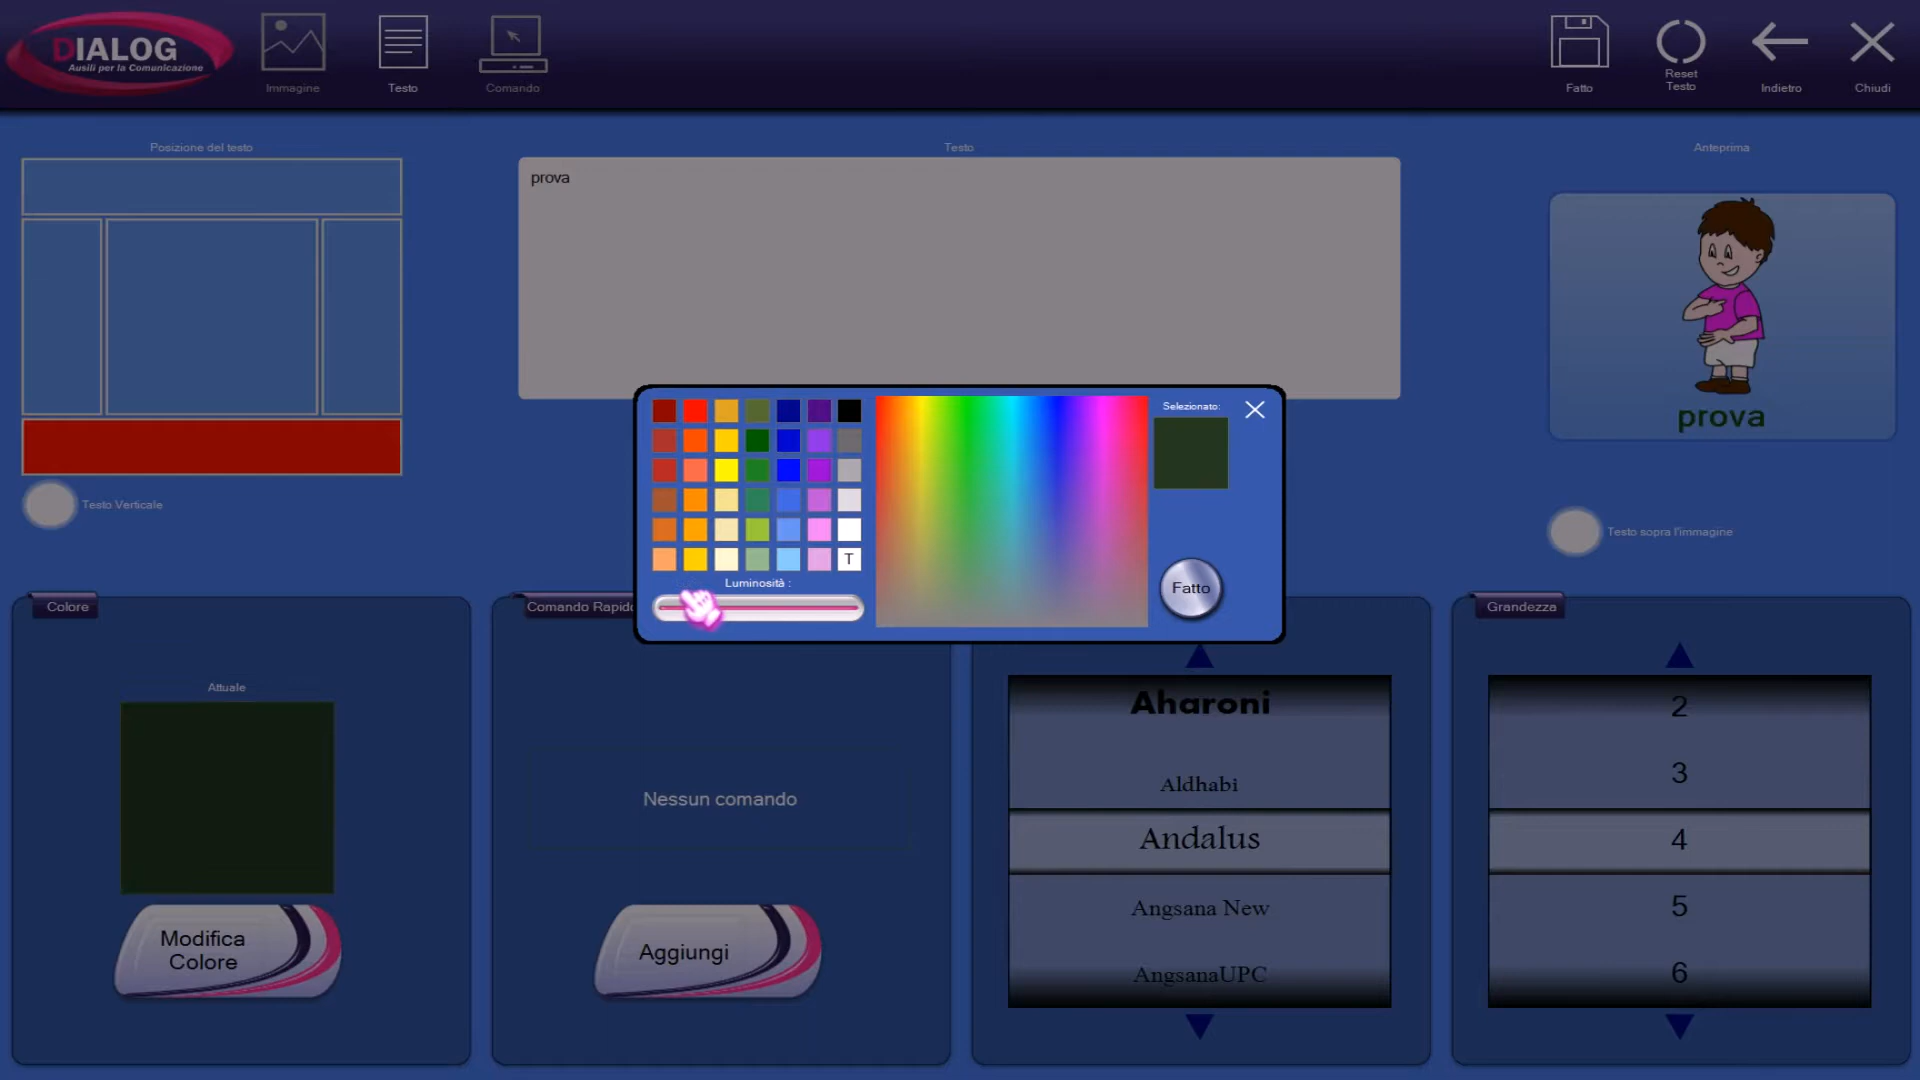 DIALOG
Ausili per la Comunicazione
Immagine
Testo
Comando
Fatto
Reset
Testo
Indietro
Chiudi
Posizione del testo
Testo
Anteprima
prova
prova
Selezionato:
T
Luminosità :
Fatto
Testo Verticale
Testo sopra l'immagine
Colore
Comando Rapido
Grandezza
Attuale
Modifica
Colore
Nessun comando
Aggiungi
Aharoni
Aldhabi
Andalus
Angsana New
AngsanaUPC
2
3
4
5
6